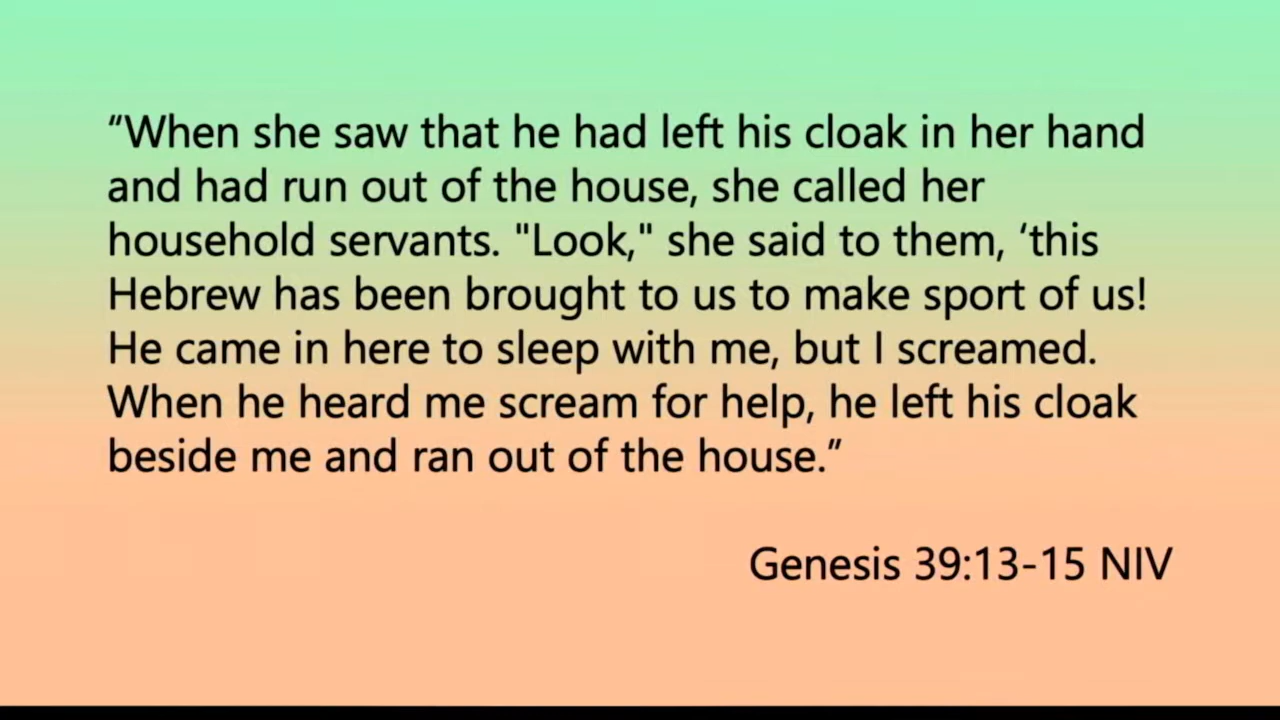 “When she saw that he had left his cloak in her hand
and had run out of the house, she called her
household servants. "Look," she said to them, ‘this
Hebrew has been brought to us to make sport of us!
He came in here to sleep with me, but I screamed.
When he heard me scream for help, he left his cloak
beside me and ran out of the house.”
Genesis 39:13-15 NIV